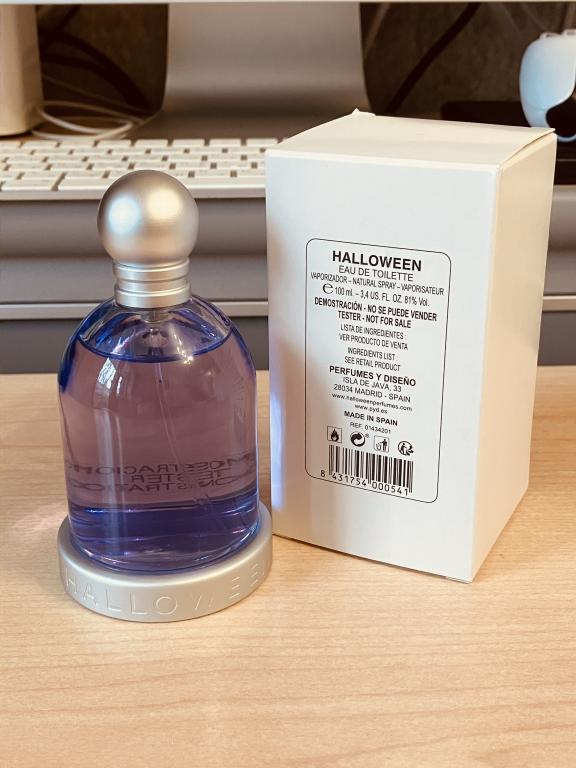 HALLOWEEN
EAU DE TOILETTE
VAPORIZADOR – NATURAL SPRAY – VAPORISATEUR
℮ 100 ml. – 3,4 US. FL. OZ. 81% Vol.
DEMOSTRACIÓN - NO SE PUEDE VENDER
TESTER - NOT FOR SALE
LISTA DE INGREDIENTES:
VER PRODUCTO DE VENTA
INGREDIENTS LIST:
SEE RETAIL PRODUCT
PERFUMES Y DISEÑO
ISLA DE JAVA, 33
28034 MADRID - SPAIN
www.halloweenperfumes.com
www.pyd.es
MADE IN SPAIN
REF. 01434201
8 431754 000541
TESTER
HALLOWEEN